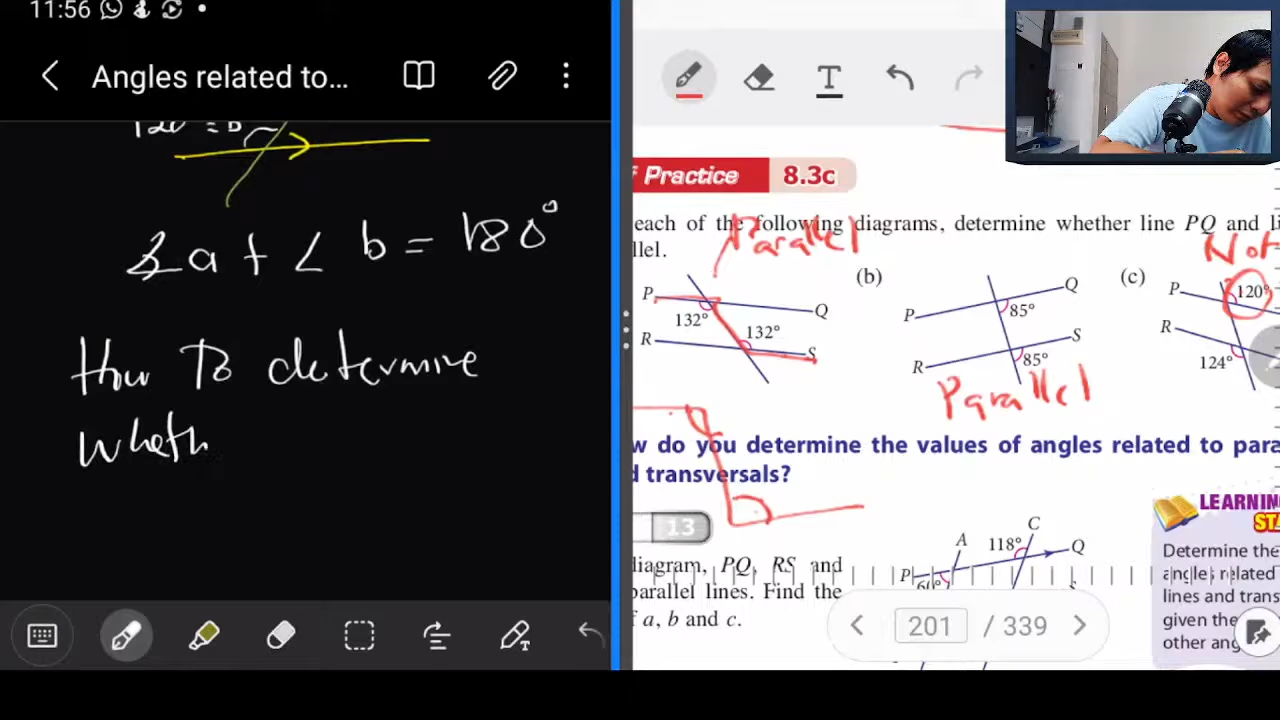 11:56
Angles related to...
∠a + ∠b = 180°
How To determine
wheth
Practice 8.3c
each of the following diagrams, determine whether line PQ and li
llel.
Parallel
Not
(b)
(c)
P
Q
132°
R
132°
S
P
Q
85°
R
S
85°
Parallel
P
120°
R
124°
w do you determine the values of angles related to para
d transversals?
13
diagram, PQ, RS and
parallel lines. Find the
f a, b and c.
C
A
118°
Q
P
60°
LEARNING
STA
Determine the
angles related
lines and trans
given the
other ang
201 / 339